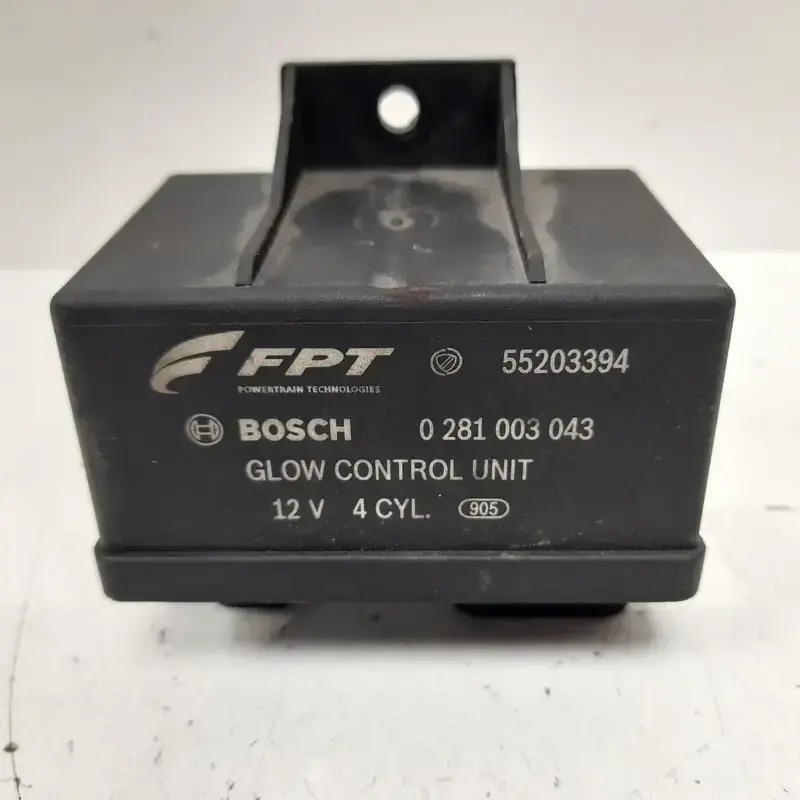 FPT 55203394
POWERTRAIN TECHNOLOGIES
BOSCH 0 281 003 043
GLOW CONTROL UNIT
12 V 4 CYL. 905